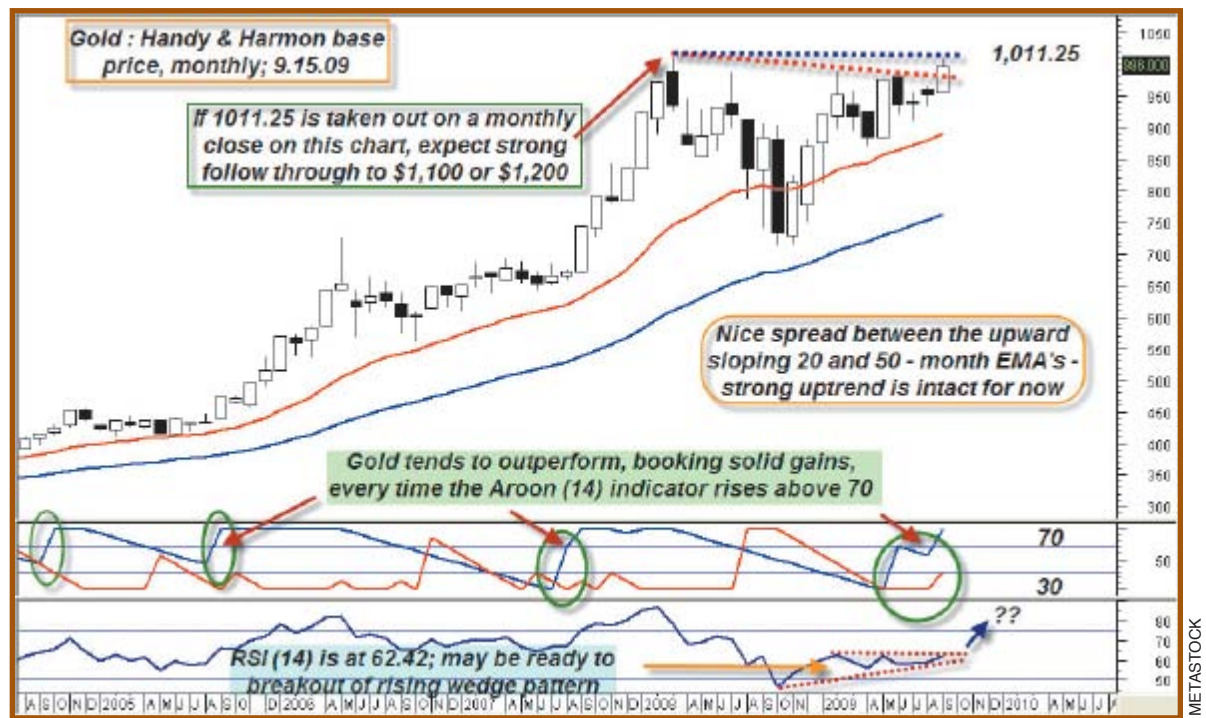 Gold : Handy & Harmon base
price, monthly; 9.15.09
1,011.25
If 1011.25 is taken out on a monthly
close on this chart, expect strong
follow through to $1,100 or $1,200
1050
998.000
950
900
850
800
750
700
650
600
550
500
450
400
350
300
Nice spread between the upward
sloping 20 and 50 - month EMA's -
strong uptrend is intact for now
Gold tends to outperform, booking solid gains,
every time the Aroon (14) indicator rises above 70
70
50
30
??
80
70
60
50
RSI (14) is at 62.42; may be ready to
breakout of rising wedge pattern
A S O N D 2005 A M J J A S O D 2006 A M J J A S O N D 2007 A M J J A S O N D 2008 A M J J A S O N 2009 A M J J A S O N D 2010 A M J J A
METASTOCK